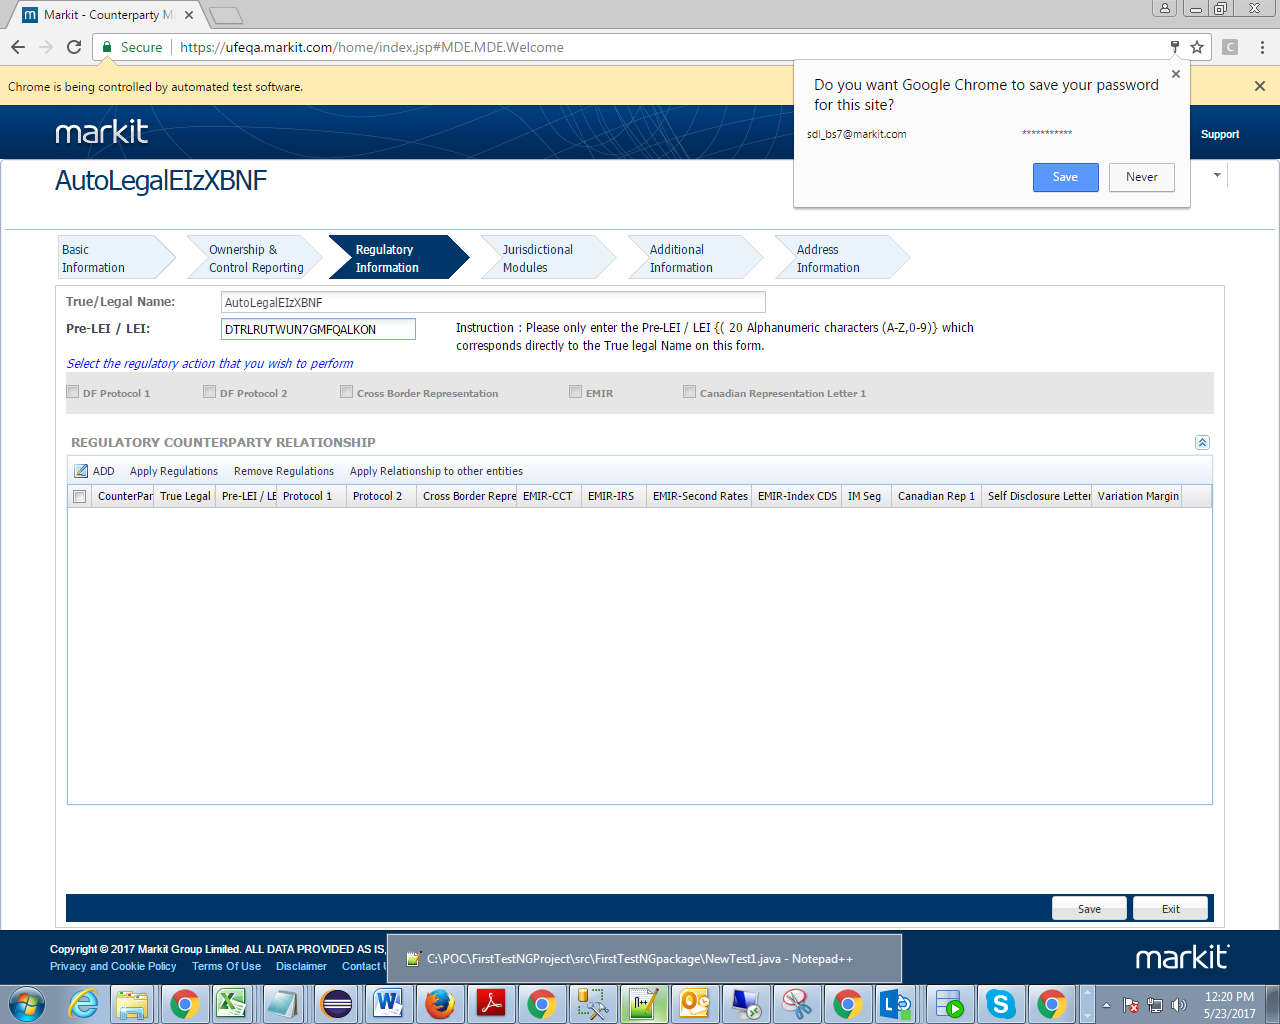 Markit - Counterparty M
Secure
https://ufeqa.markit.com/home/index.jsp#MDE.MDE.Welcome
C
Chrome is being controlled by automated test software.
Do you want Google Chrome to save your password
for this site?
sdl_bs7@markit.com ***********
Save Never
markit
Support
AutoLegalEIzXBNF
Basic
Information
Ownership &
Control Reporting
Regulatory
Information
Jurisdictional
Modules
Additional
Information
Address
Information
True/Legal Name: AutoLegalEIzXBNF
Pre-LEI / LEI: DTRLRUTWUN7GMFQALKON
Instruction : Please only enter the Pre-LEI / LEI {( 20 Alphanumeric characters (A-Z,0-9)} which
corresponds directly to the True legal Name on this form.
Select the regulatory action that you wish to perform
DF Protocol 1 DF Protocol 2 Cross Border Representation EMIR Canadian Representation Letter 1
REGULATORY COUNTERPARTY RELATIONSHIP
ADD Apply Regulations Remove Regulations Apply Relationship to other entities
CounterPar True Legal Pre-LEI / LE Protocol 1 Protocol 2 Cross Border Repre EMIR-CCT EMIR-IRS EMIR-Second Rates EMIR-Index CDS IM Seg Canadian Rep 1 Self Disclosure Letter Variation Margin
Save Exit
Copyright © 2017 Markit Group Limited. ALL DATA PROVIDED AS IS,
Privacy and Cookie Policy Terms Of Use Disclaimer Contact U
C:\POC\FirstTestNGProject\src\FirstTestNGpackage\NewTest1.java - Notepad++
markit
12:20 PM
5/23/2017